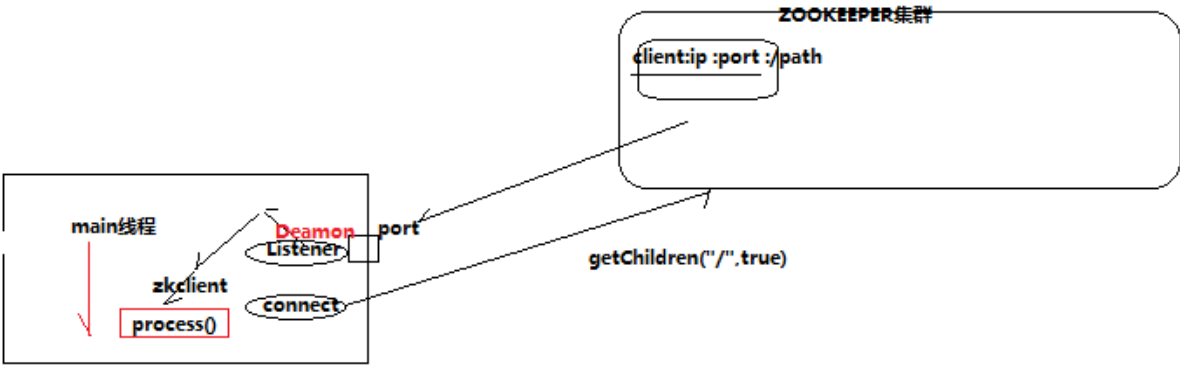 ZOOKEEPER集群
client:ip :port :/path
main线程
Deamon
port
Listener
getChildren("/",true)
zkclient
connect
process()